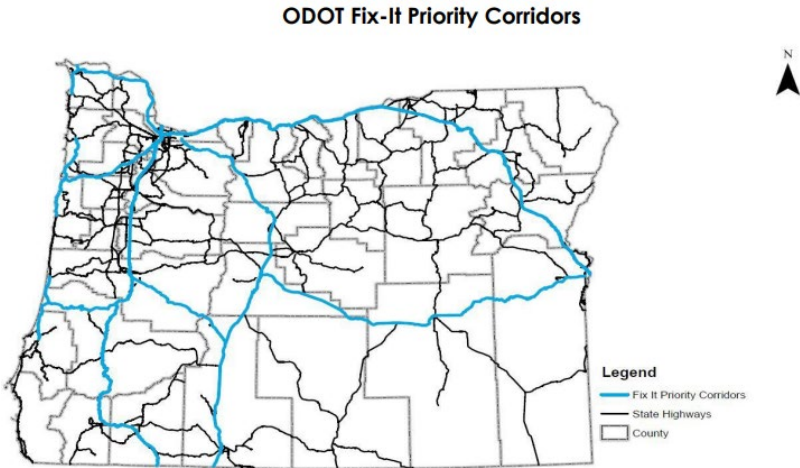 ODOT Fix-It Priority Corridors
N
Legend
Fix It Priority Corridors
State Highways
County